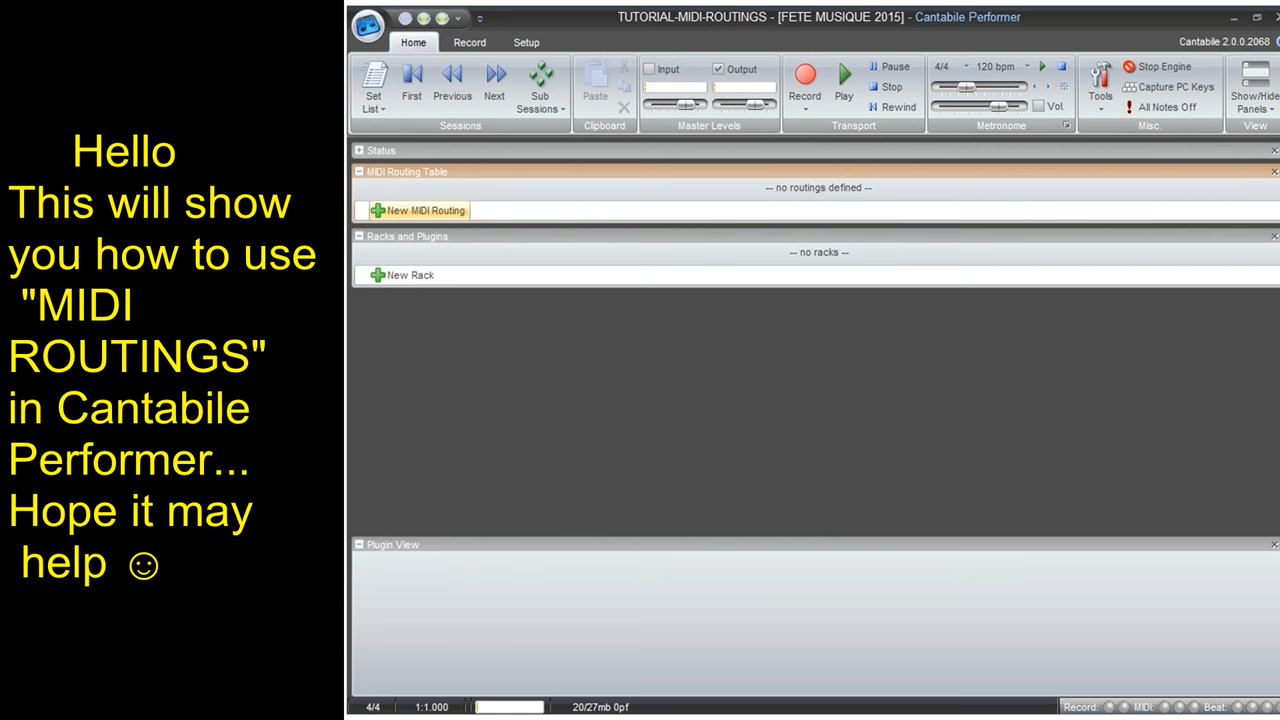 Hello
This will show
you how to use
"MIDI
ROUTINGS"
in Cantabile
Performer...
Hope it may
help ☺
TUTORIAL-MIDI-ROUTINGS - [FETE MUSIQUE 2015] - Cantabile Performer
Home Record Setup
Cantabile 2.0.0.2068
Set List
First
Previous
Next
Sub Sessions
Sessions
Paste
Clipboard
Input Output
Master Levels
Record
Play
Pause
Stop
Rewind
Transport
4/4 120 bpm
Vol.
Metronome
Tools
Stop Engine
Capture PC Keys
All Notes Off
Misc.
Show/Hide
Panels
View
Status
MIDI Routing Table
-- no routings defined --
New MIDI Routing
Racks and Plugins
-- no racks --
New Rack
Plugin View
4/4 1:1.000 20/27mb 0pf Record: MIDI: Beat: